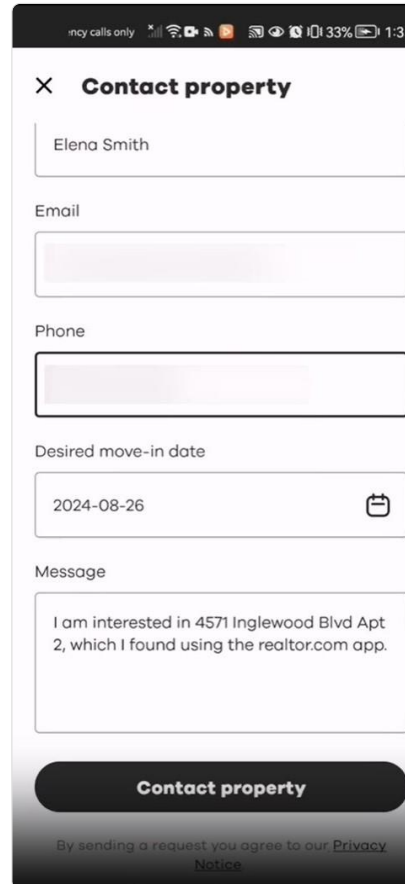 ncy calls only 33% 1:3
Contact property
Elena Smith
Email
Phone
Desired move-in date
2024-08-26
Message
I am interested in 4571 Inglewood Blvd Apt
2, which I found using the realtor.com app.
Contact property
By sending a request you agree to our Privacy
Notice